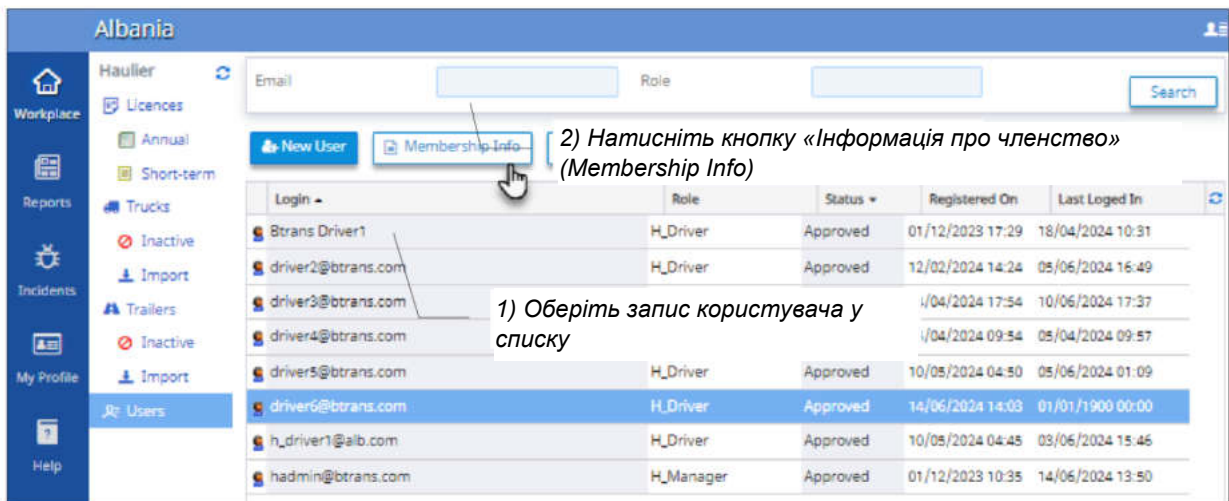 Albania
Workplace
Reports
Incidents
My Profile
Help
Haulier
Licences
Annual
Short-term
Trucks
Inactive
Import
Trailers
Inactive
Import
Users
Email Role Search
New User Membership Info
2) Натисніть кнопку «Інформація про членство»
(Membership Info)
Login Role Status Registered On Last Loged In
Btrans Driver1 H_Driver Approved 01/12/2023 17:29 18/04/2024 10:31
driver2@btrans.com H_Driver Approved 12/02/2024 14:24 05/06/2024 16:49
driver3@btrans.com /04/2024 17:54 10/06/2024 17:37
driver4@btrans.com /04/2024 09:54 05/04/2024 09:57
1) Оберіть запис користувача у
списку
driver5@btrans.com H_Driver Approved 10/05/2024 04:50 05/06/2024 01:09
driver6@btrans.com H_Driver Approved 14/06/2024 14:03 01/01/1900 00:00
h_driver1@alb.com H_Driver Approved 10/05/2024 04:45 03/06/2024 15:46
hadmin@btrans.com H_Manager Approved 01/12/2023 10:35 14/06/2024 13:50